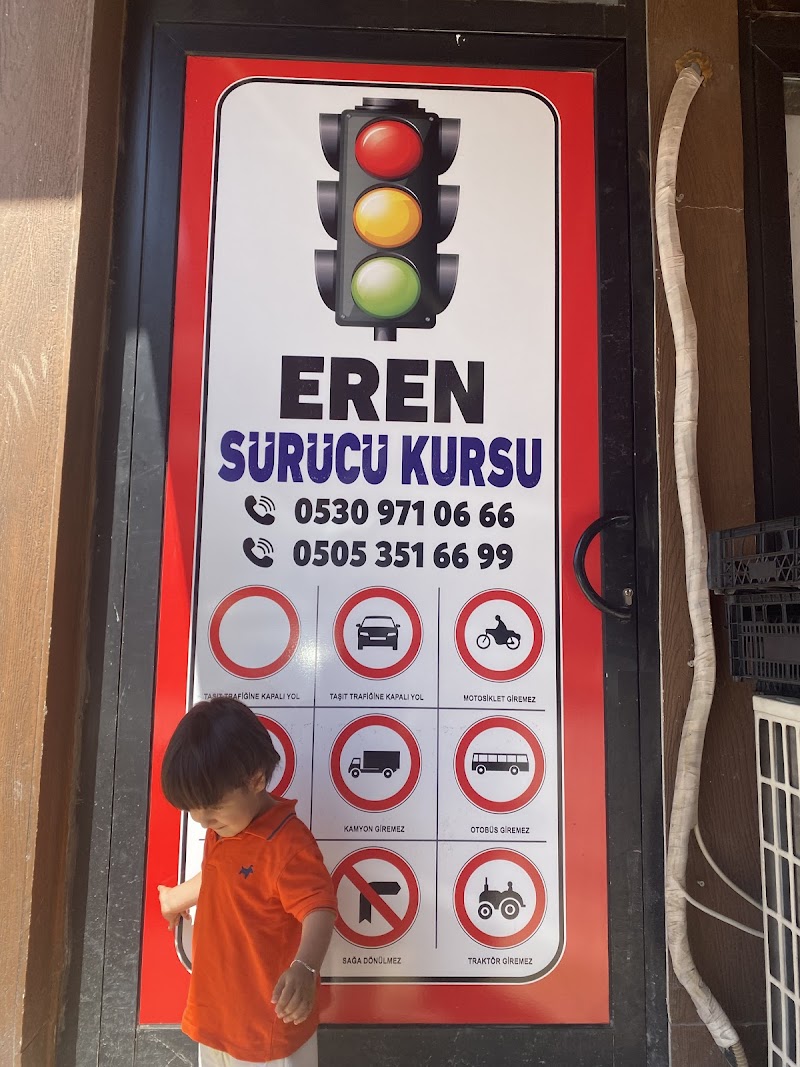 EREN
SÜRÜCÜ KURSU
0530 971 06 66
0505 351 66 99
TAŞIT TRAFİĞİNE KAPALI YOL
TAŞIT TRAFİĞİNE KAPALI YOL
MOTOSİKLET GİREMEZ
KAMYON GİREMEZ
OTOBÜS GİREMEZ
SAĞA DÖNÜLMEZ
TRAKTÖR GİREMEZ